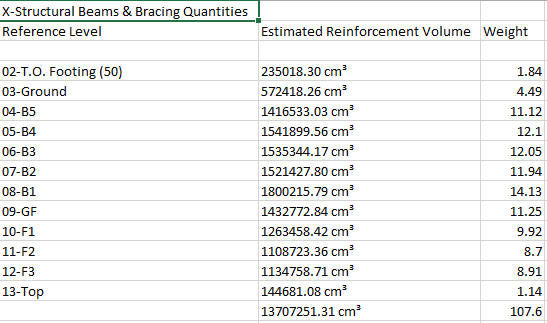 X-Structural Beams & Bracing Quantities
Reference Level Estimated Reinforcement Volume Weight
02-T.O. Footing (50) 235018.30 cm³ 1.84
03-Ground 572418.26 cm³ 4.49
04-B5 1416533.03 cm³ 11.12
05-B4 1541899.56 cm³ 12.1
06-B3 1535344.17 cm³ 12.05
07-B2 1521427.80 cm³ 11.94
08-B1 1800215.79 cm³ 14.13
09-GF 1432772.84 cm³ 11.25
10-F1 1263458.42 cm³ 9.92
11-F2 1108723.36 cm³ 8.7
12-F3 1134758.71 cm³ 8.91
13-Top 144681.08 cm³ 1.14
13707251.31 cm³ 107.6